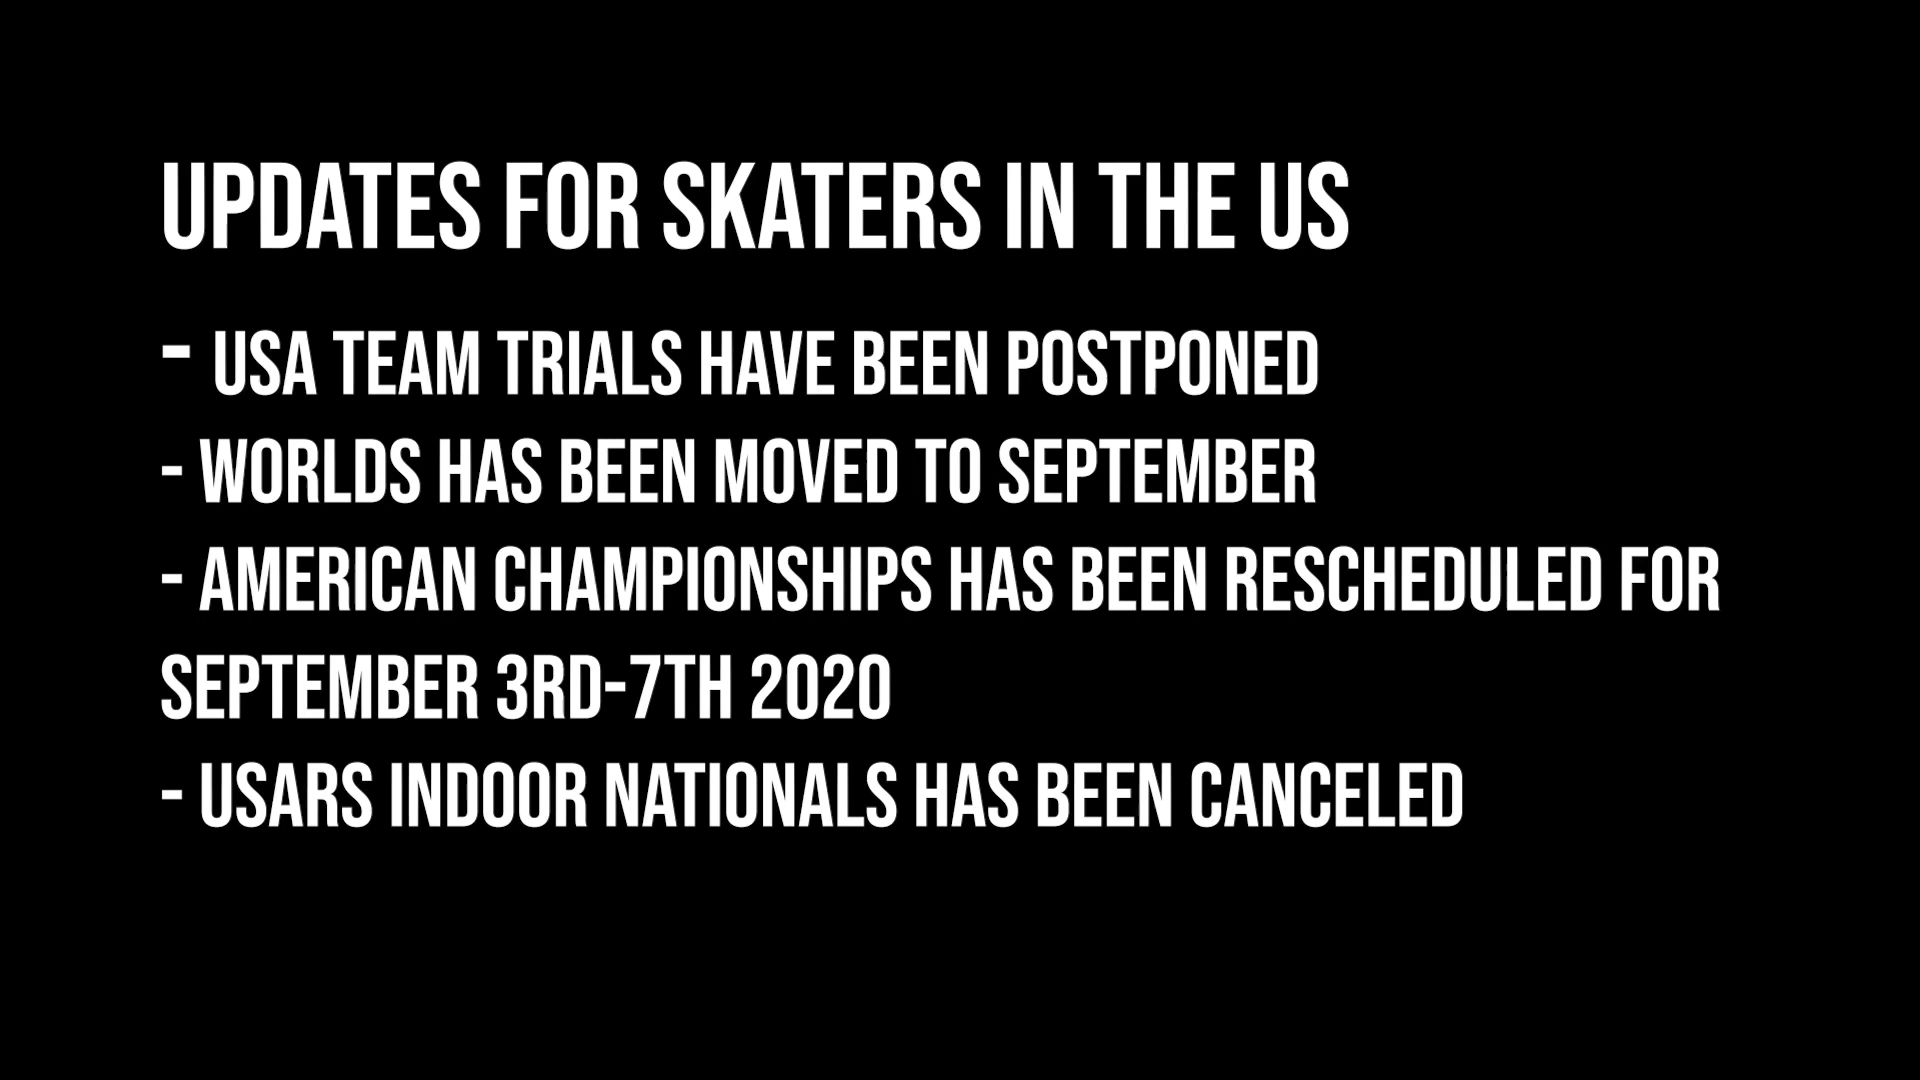 UPDATES FOR SKATERS IN THE US
- USA TEAM TRIALS HAVE BEEN POSTPONED
- WORLDS HAS BEEN MOVED TO SEPTEMBER
- AMERICAN CHAMPIONSHIPS HAS BEEN RESCHEDULED FOR
SEPTEMBER 3RD-7TH 2020
- USARS INDOOR NATIONALS HAS BEEN CANCELED